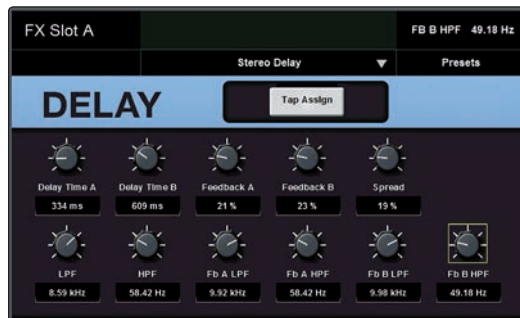 FX Slot A
FB B HPF 49.18 Hz
Stereo Delay
Presets
DELAY
Tap Assign
Delay Time A
Delay Time B
Feedback A
Feedback B
Spread
334 ms
609 ms
21 %
23 %
19 %
LPF
HPF
Fb A LPF
Fb A HPF
Fb B LPF
Fb B HPF
8.59 kHz
58.42 Hz
9.92 kHz
58.42 Hz
9.98 kHz
49.18 Hz